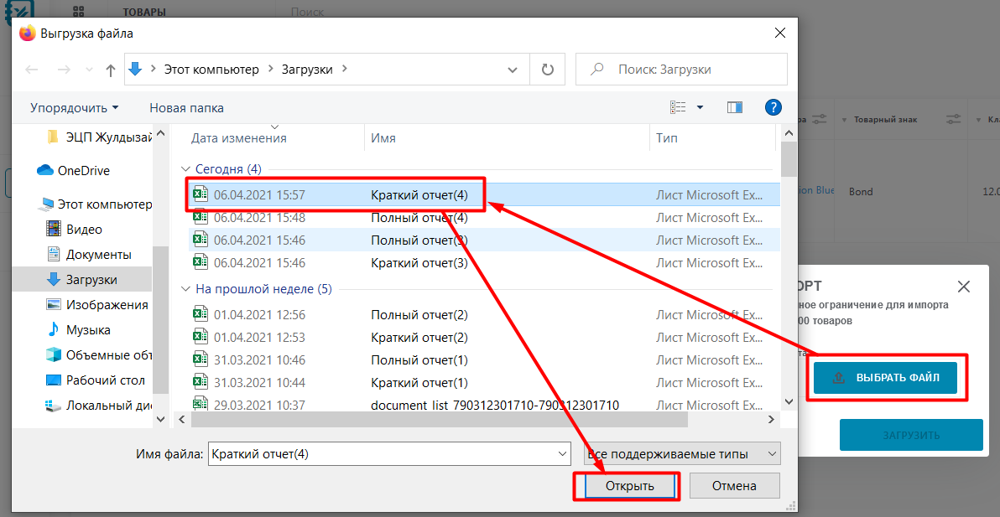 ТОВАРЫ
Поиск
Выгрузка файла
Этот компьютер
Загрузки
Поиск: Загрузки
Упорядочить
Новая папка
?
ЭЦП Жулдызай
OneDrive
Этот компьютер
Видео
Документы
Загрузки
Изображения
Музыка
Объемные объ
Рабочий стол
Локальный дис
Дата изменения
Имя
Тип
Сегодня (4)
06.04.2021 15:57 Краткий отчет(4) Лист Microsoft Ex...
06.04.2021 15:48 Полный отчет(4) Лист Microsoft Ex...
06.04.2021 15:46 Полный отчет(3) Лист Microsoft Ex...
06.04.2021 15:46 Краткий отчет(3) Лист Microsoft Ex...
На прошлой неделе (5)
01.04.2021 12:56 Полный отчет(2) Лист Microsoft Ex...
01.04.2021 12:53 Краткий отчет(2) Лист Microsoft Ex...
31.03.2021 10:46 Полный отчет(1) Лист Microsoft Ex...
31.03.2021 10:44 Краткий отчет(1) Лист Microsoft Ex...
29.03.2021 10:37 document_list_790312301710-790312301710 Лист Microsoft Ex...
Имя файла:
Краткий отчет(4)
Все поддерживаемые типы
Открыть
Отмена
ра
Товарный знак
Кла
ion Blue
Bond
12.0
ОРТ
ное ограничение для импорта
00 товаров
та
ВЫБРАТЬ ФАЙЛ
ЗАГРУЗИТЬ